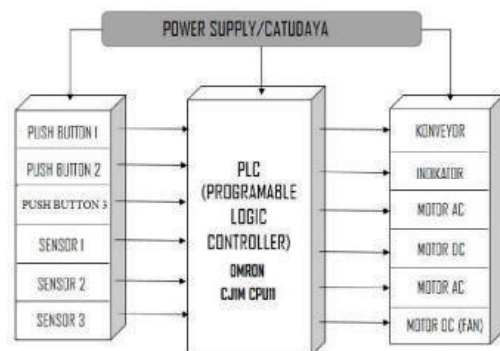 POWER SUPPLY/CATUDAYA
PUSH BUTTON 1
PUSH BUTTON 2
PUSH BUTTON 3
SENSOR 1
SENSOR 2
SENSOR 3
PLC
(PROGRAMABLE
LOGIC
CONTROLLER)
OMRON
CJ1M CPU11
KONVEYOR
INDIKATOR
MOTOR AC
MOTOR DC
MOTOR AC
MOTOR DC (FAN)